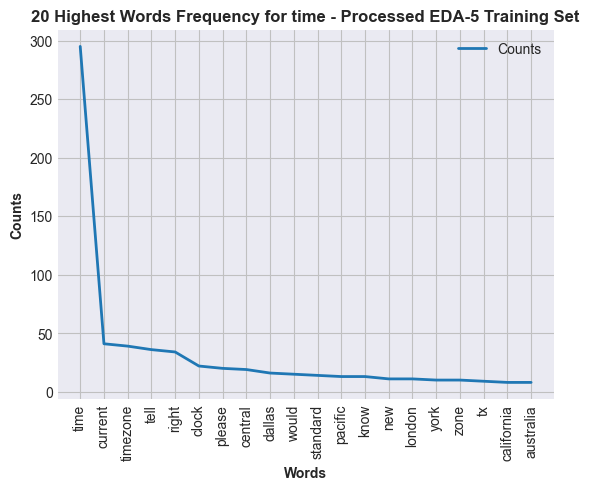 20 Highest Words Frequency for time - Processed EDA-5 Training Set
Counts
300
250
200
150
100
50
0
Counts
time
current
timezone
tell
right
clock
please
central
dallas
would
standard
pacific
know
new
london
york
zone
tx
california
australia
Words